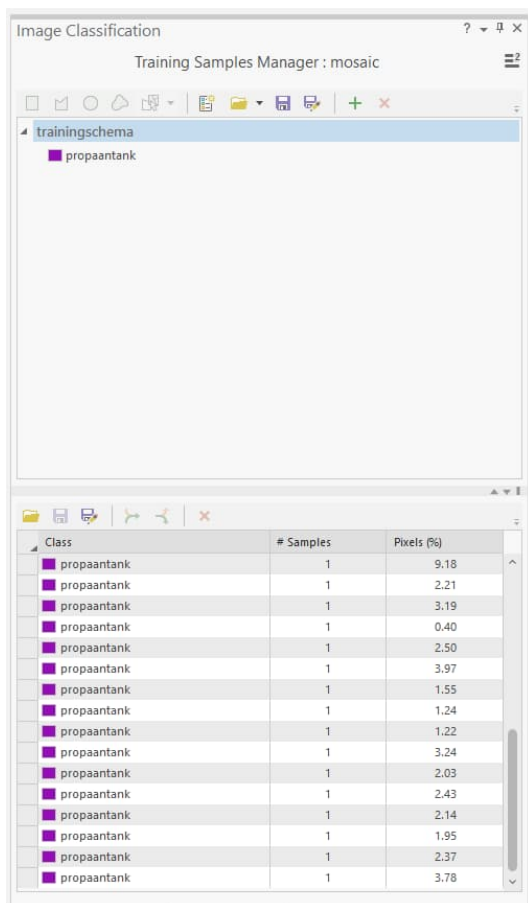 Image Classification ?
Training Samples Manager : mosaic
trainingschema
propaantank
Class # Samples Pixels (%)
propaantank 1 9.18
propaantank 1 2.21
propaantank 1 3.19
propaantank 1 0.40
propaantank 1 2.50
propaantank 1 3.97
propaantank 1 1.55
propaantank 1 1.24
propaantank 1 1.22
propaantank 1 3.24
propaantank 1 2.03
propaantank 1 2.43
propaantank 1 2.14
propaantank 1 1.95
propaantank 1 2.37
propaantank 1 3.78